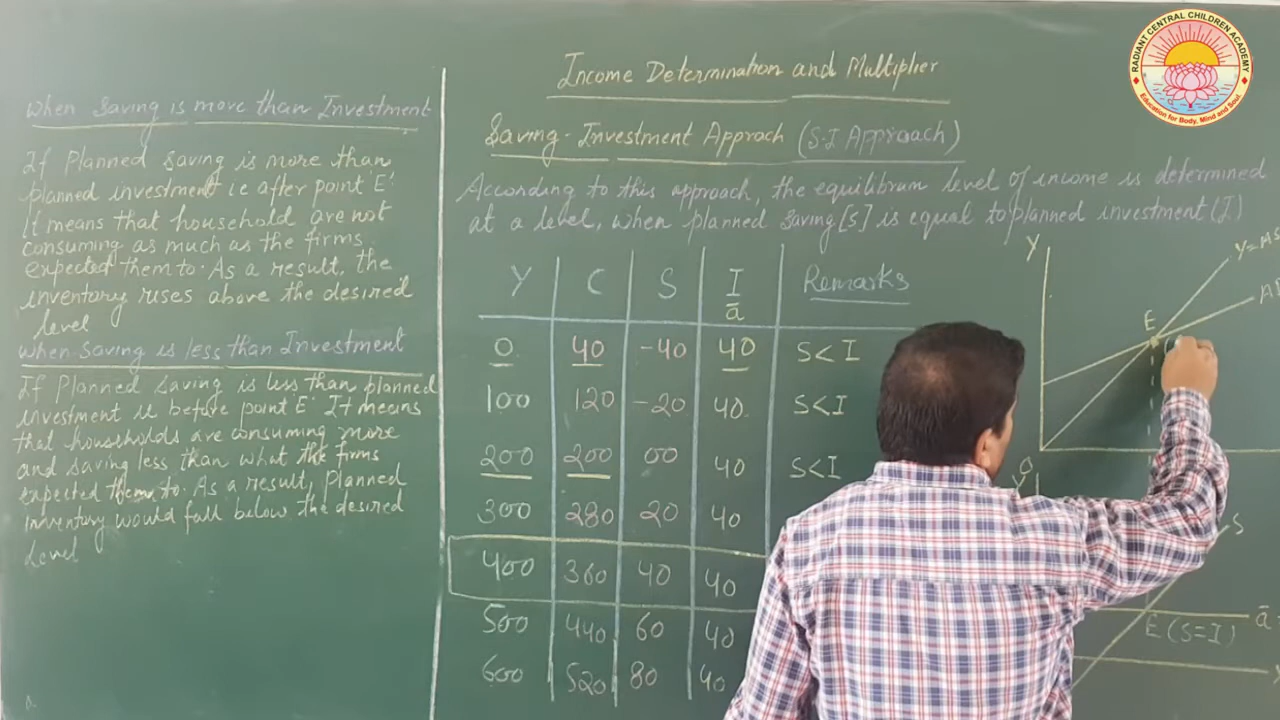 RADIANT CENTRAL CHILDREN ACADEMY
Education for Body, Mind and Soul
Income Determination and Multiplier
Saving-Investment Approch (S-I Approach)
According to this approach, the equilibrum level of income is determined
at a level, when planned saving [S] is equal to planned investment (I)
When Saving is more than Investment
If Planned Saving is more than
planned investment ie after point 'E'
It means that household are not
consuming as much as the firms
expected them to. As a result, the
inventory rises above the desired
level
When Saving is less than Investment
If Planned Saving is less than planned
investment ie before point 'E' It means
that households are consuming more
and saving less than what the firms
expected them to. As a result, Planned
inventory would fall below the desired
level
Y C S I Remarks
ā
0 40 -40 40 S<I
100 120 -20 40 S<I
200 200 00 40 S<I
300 280 20 40
400 360 40 40
500 440 60 40
600 520 80 40
Y
Y=AS
E
O
Y
S
ā
E (S=I)